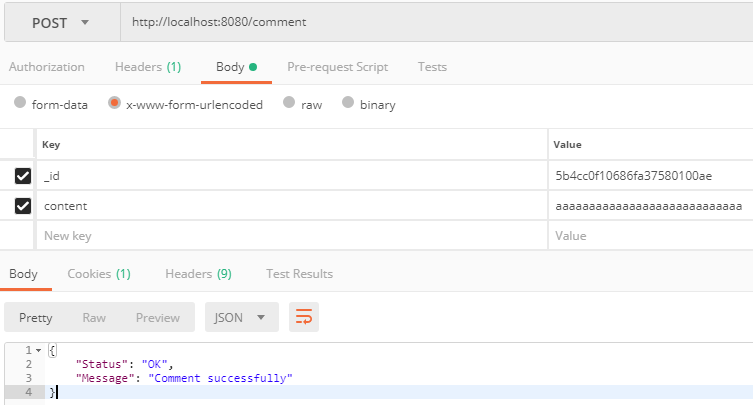 POST http://localhost:8080/comment
Authorization Headers (1) Body Pre-request Script Tests
form-data x-www-form-urlencoded raw binary
Key Value
_id 5b4cc0f10686fa37580100ae
content aaaaaaaaaaaaaaaaaaaaaaaaaaaa
New key Value
Body Cookies (1) Headers (9) Test Results
Pretty Raw Preview JSON
1 {
2 "Status": "OK",
3 "Message": "Comment successfully"
4 }